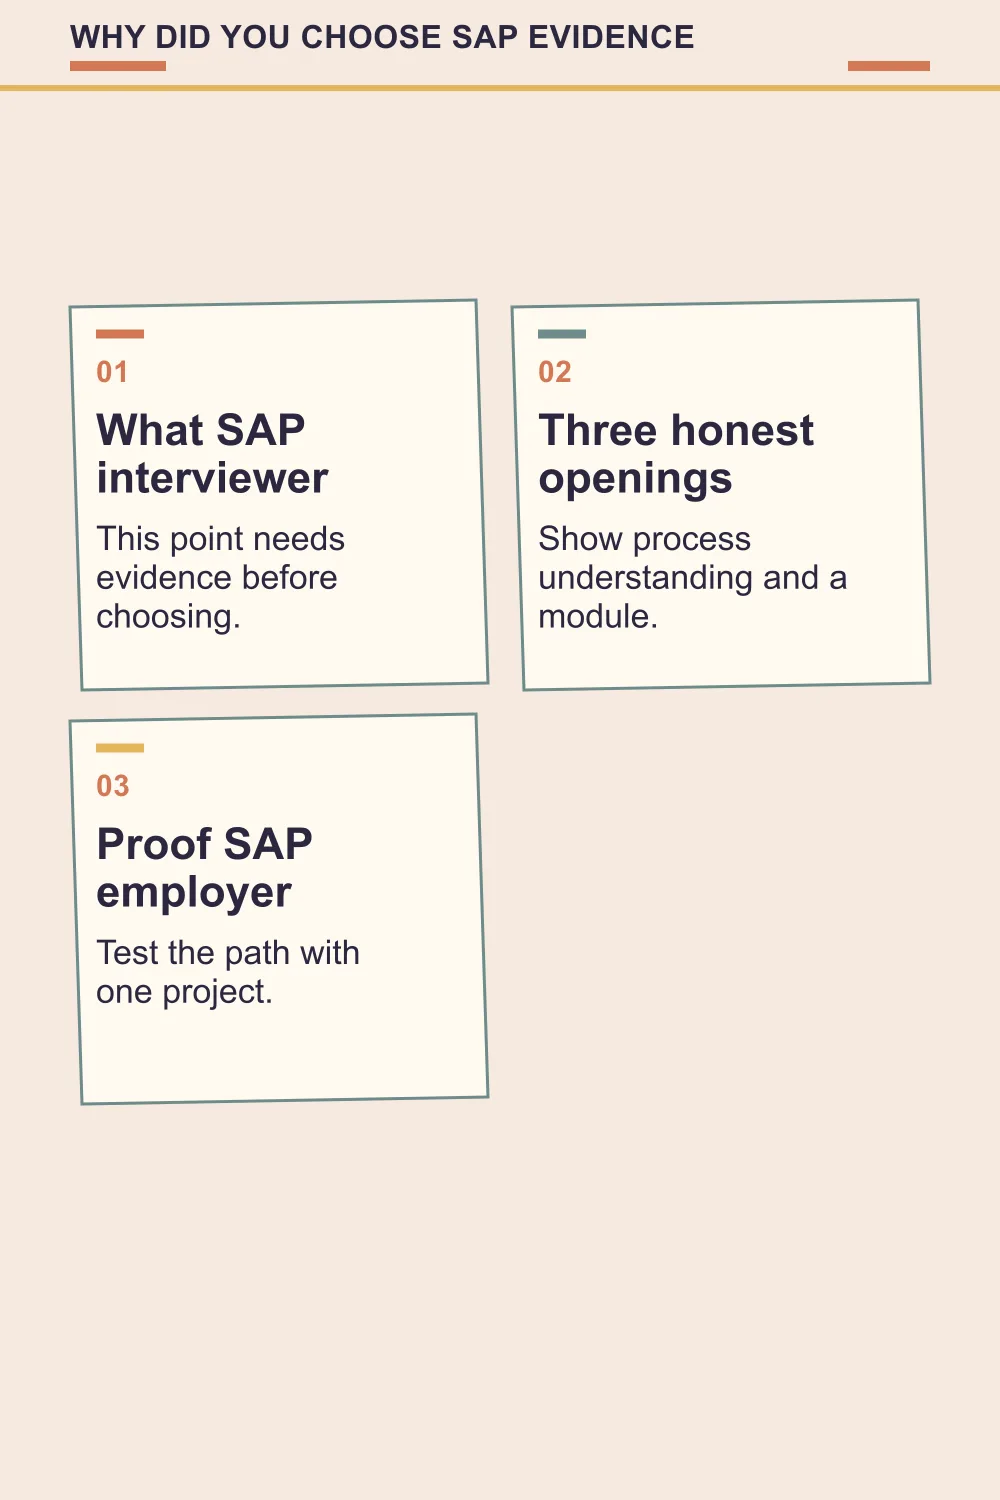 WHY DID YOU CHOOSE SAP EVIDENCE
01
What SAP
interviewer
This point needs
evidence before
choosing.
02
Three honest
openings
Show process
understanding and a
module.
03
Proof SAP
employer
Test the path with
one project.